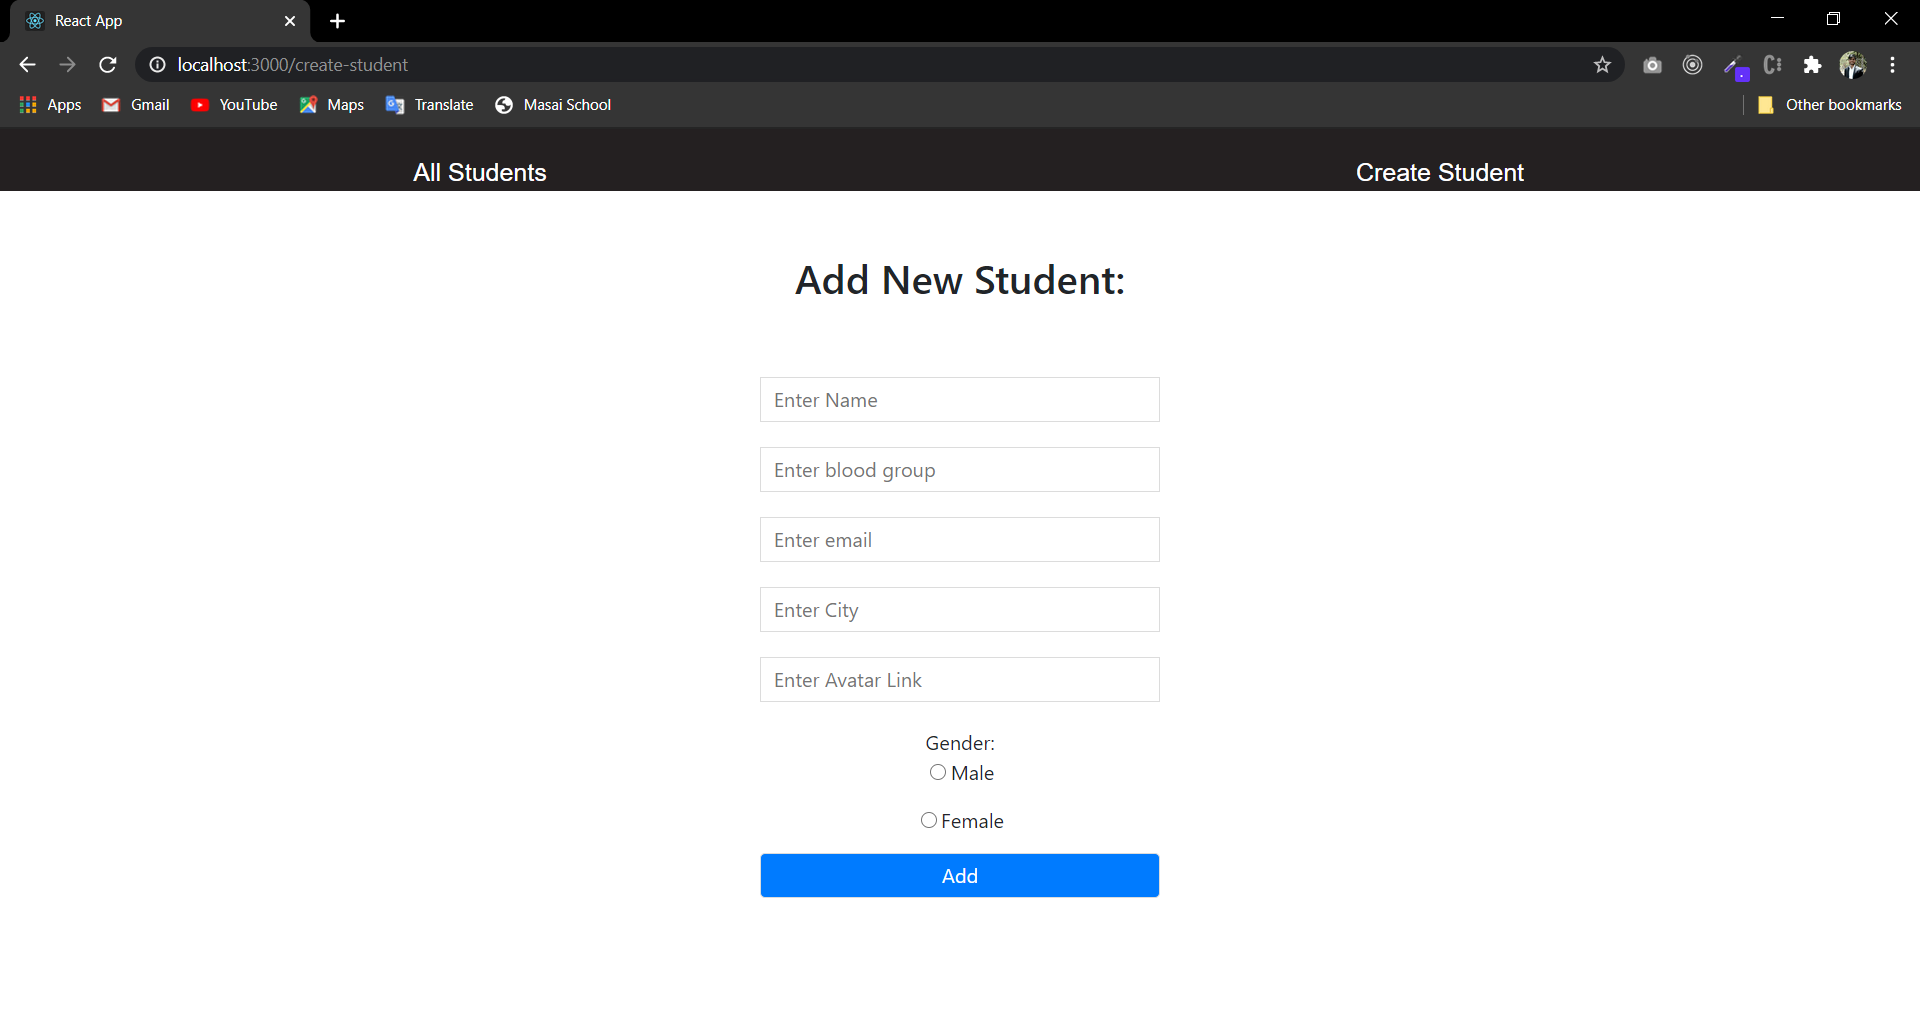 React App
localhost:3000/create-student
Apps Gmail YouTube Maps Translate Masai School Other bookmarks
All Students Create Student
Add New Student:
Enter Name
Enter blood group
Enter email
Enter City
Enter Avatar Link
Gender:
Male
Female
Add